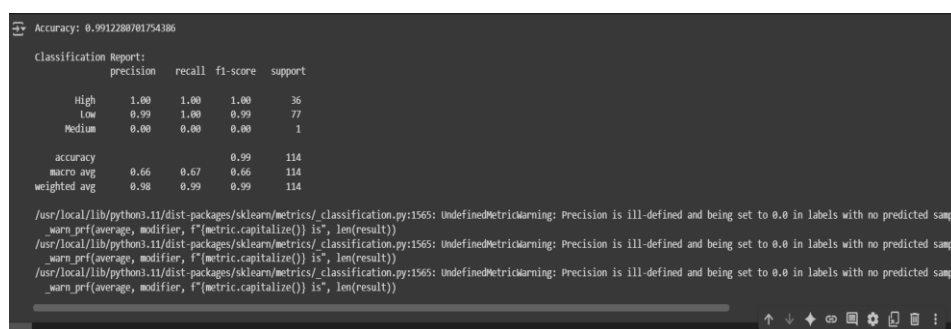 Accuracy: 0.9912280701754386
Classification Report:
precision recall f1-score support
High 1.00 1.00 1.00 36
Low 0.99 1.00 0.99 77
Medium 0.00 0.00 0.00 1
accuracy 0.99 114
macro avg 0.66 0.67 0.66 114
weighted avg 0.98 0.99 0.99 114
/usr/local/lib/python3.11/dist-packages/sklearn/metrics/_classification.py:1565: UndefinedMetricWarning: Precision is ill-defined and being set to 0.0 in labels with no predicted samp
_warn_prf(average, modifier, f"{metric.capitalize()} is", len(result))
/usr/local/lib/python3.11/dist-packages/sklearn/metrics/_classification.py:1565: UndefinedMetricWarning: Precision is ill-defined and being set to 0.0 in labels with no predicted samp
_warn_prf(average, modifier, f"{metric.capitalize()} is", len(result))
/usr/local/lib/python3.11/dist-packages/sklearn/metrics/_classification.py:1565: UndefinedMetricWarning: Precision is ill-defined and being set to 0.0 in labels with no predicted samp
_warn_prf(average, modifier, f"{metric.capitalize()} is", len(result))